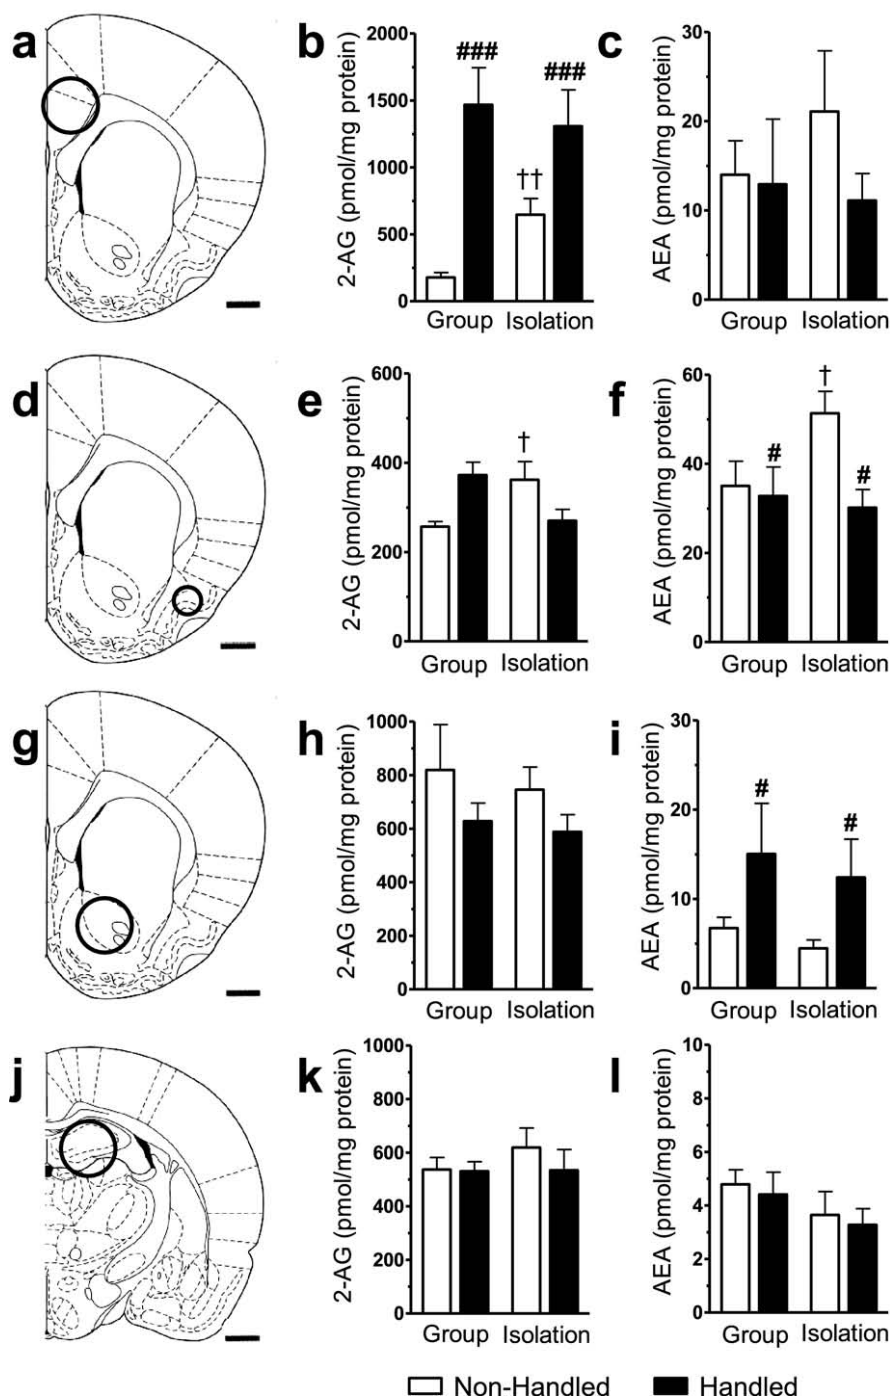 a
b
2-AG (pmol/mg protein)
2000
1500
1000
500
0
###
††
###
Group Isolation
c
AEA (pmol/mg protein)
30
20
10
0
Group Isolation
d
e
2-AG (pmol/mg protein)
600
400
200
0
†
Group Isolation
f
AEA (pmol/mg protein)
60
40
20
0
#
†
#
Group Isolation
g
h
2-AG (pmol/mg protein)
1000
800
600
400
200
0
Group Isolation
i
AEA (pmol/mg protein)
30
20
10
0
#
#
Group Isolation
j
k
2-AG (pmol/mg protein)
1000
800
600
400
200
0
Group Isolation
l
AEA (pmol/mg protein)
10
8
6
4
2
0
Group Isolation
Non-Handled Handled